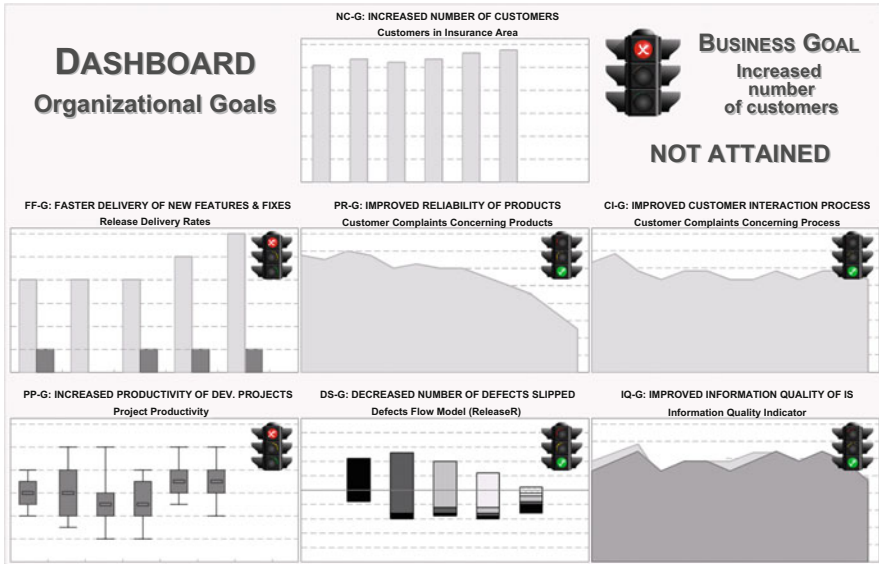 DASHBOARD
Organizational Goals
NC-G: INCREASED NUMBER OF CUSTOMERS
Customers in Insurance Area
BUSINESS GOAL
Increased
number
of customers
NOT ATTAINED
FF-G: FASTER DELIVERY OF NEW FEATURES & FIXES
Release Delivery Rates
PR-G: IMPROVED RELIABILITY OF PRODUCTS
Customer Complaints Concerning Products
CI-G: IMPROVED CUSTOMER INTERACTION PROCESS
Customer Complaints Concerning Process
PP-G: INCREASED PRODUCTIVITY OF DEV. PROJECTS
Project Productivity
DS-G: DECREASED NUMBER OF DEFECTS SLIPPED
Defects Flow Model (ReleaseR)
IQ-G: IMPROVED INFORMATION QUALITY OF IS
Information Quality Indicator